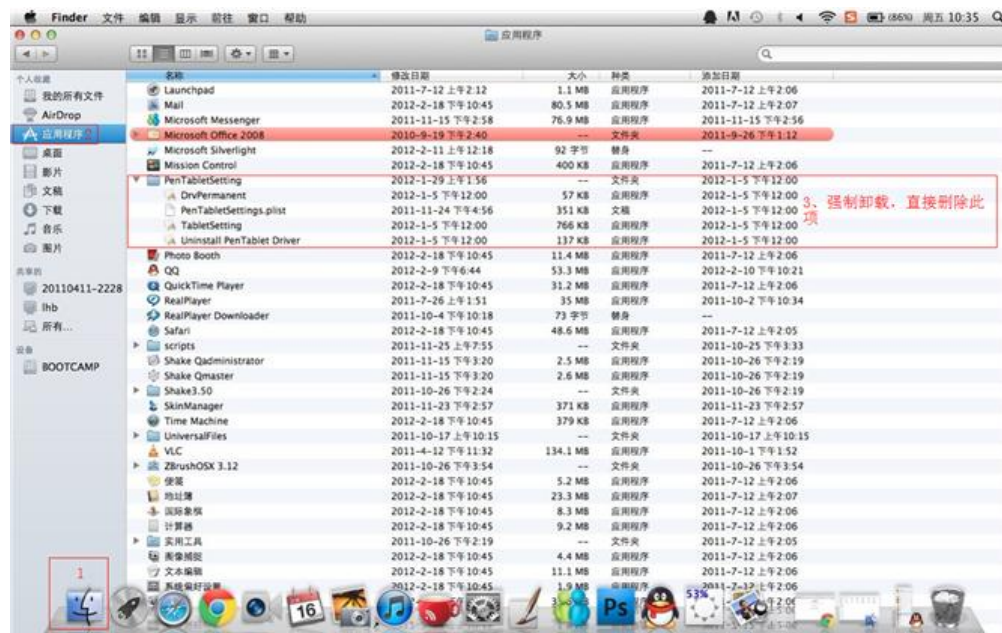 Finder 文件 编辑 显示 前往 窗口 帮助 (86%) 周五 10:35
应用程序
个人收藏
我的所有文件
AirDrop
应用程序 2
桌面
影片
文稿
下载
音乐
图片
共享的
20110411-2228
lhb
所有...
设备
BOOTCAMP
名称 修改日期 大小 种类 添加日期
Launchpad 2011-7-12 上午2:12 1.1 MB 应用程序 2011-7-12 上午2:06
Mail 2012-2-18 下午10:45 80.5 MB 应用程序 2011-7-12 上午2:07
Microsoft Messenger 2011-11-15 下午2:58 76.9 MB 应用程序 2011-11-15 下午2:56
Microsoft Office 2008 2010-9-19 下午2:40 -- 文件夹 2011-9-26 下午1:12
Microsoft Silverlight 2012-2-11 上午12:18 92 字节 替身 --
Mission Control 2012-2-18 下午10:45 400 KB 应用程序 2011-7-12 上午2:06
PenTabletSetting 2012-1-29 上午1:56 -- 文件夹 2012-1-5 下午12:00
DrvPermanent 2012-1-5 下午12:00 57 KB 应用程序 2012-1-5 下午12:00
PenTabletSettings.plist 2011-11-24 下午4:56 351 KB 文稿 2012-1-5 下午12:00
TabletSetting 2012-1-5 下午12:00 766 KB 应用程序 2012-1-5 下午12:00
Uninstall PenTablet Driver 2012-1-5 下午12:00 137 KB 应用程序 2012-1-5 下午12:00
3、强制卸载，直接删除此
项
Photo Booth 2012-2-18 下午10:45 11.4 MB 应用程序 2011-7-12 上午2:06
QQ 2012-2-9 下午6:44 53.3 MB 应用程序 2012-2-10 下午10:21
QuickTime Player 2012-2-18 下午10:45 31.2 MB 应用程序 2011-7-12 上午2:06
RealPlayer 2011-7-26 上午1:51 35 MB 应用程序 2011-10-2 下午10:34
RealPlayer Downloader 2011-10-4 下午10:18 73 字节 替身 --
Safari 2012-2-18 下午10:45 48.6 MB 应用程序 2011-7-12 上午2:05
scripts 2011-11-25 上午7:55 -- 文件夹 2011-10-25 下午3:33
Shake Qadministrator 2011-11-15 下午3:20 2.5 MB 应用程序 2011-10-26 下午2:19
Shake Qmaster 2011-11-15 下午3:20 2.6 MB 应用程序 2011-10-26 下午2:19
Shake3.50 2011-10-26 下午2:24 -- 文件夹 2011-10-26 下午2:19
SkinManager 2011-11-23 下午2:57 371 KB 应用程序 2011-11-23 下午2:57
Time Machine 2012-2-18 下午10:45 379 KB 应用程序 2011-7-12 上午2:06
UniversalFiles 2011-10-17 上午10:15 -- 文件夹 2011-10-17 上午10:15
VLC 2011-4-12 下午11:32 134.1 MB 应用程序 2011-10-1 下午1:52
ZBrushOSX 3.12 2011-10-26 下午3:54 -- 文件夹 2011-10-26 下午3:54
便笺 2012-2-18 下午10:45 5.2 MB 应用程序 2011-7-12 上午2:06
地址簿 2012-2-18 下午10:45 23.3 MB 应用程序 2011-7-12 上午2:07
国际象棋 2012-2-18 下午10:45 8.3 MB 应用程序 2011-7-12 上午2:06
计算器 2012-2-18 下午10:45 9.2 MB 应用程序 2011-7-12 上午2:06
实用工具 2011-10-26 下午2:19 -- 文件夹 2011-7-12 上午2:05
图像捕捉 2012-2-18 下午10:45 4.4 MB 应用程序 2011-7-12 上午2:06
文本编辑 2012-2-18 下午10:45 11.1 MB 应用程序 2011-7-12 上午2:06
系统偏好设置 2012-2-18 下午10:45 1.9 MB 应用程序 2011-7-12 上午2:06
1
16
Ps
53%